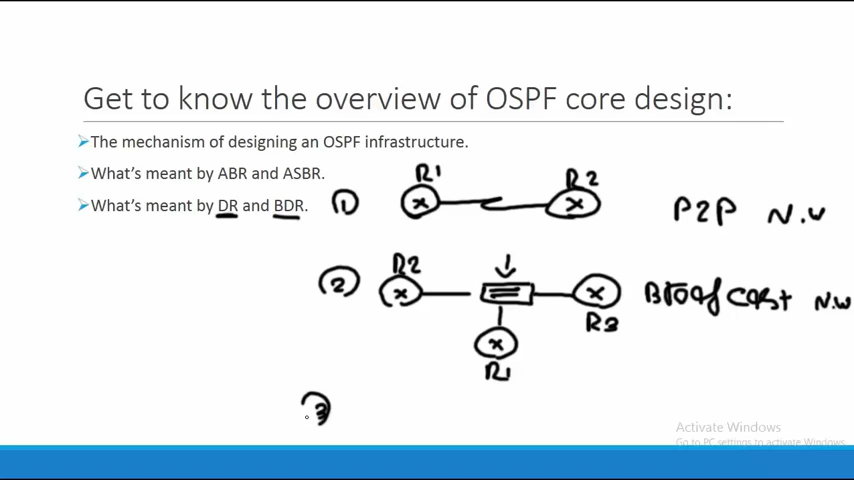 Get to know the overview of OSPF core design:
The mechanism of designing an OSPF infrastructure.
What's meant by ABR and ASBR.
What's meant by DR and BDR.
1 R1 x R2 x P2P N.W
2 R2 x x R3 Broadcast N.W
x R1
3
Activate Windows
Go to PC settings to activate Windows.